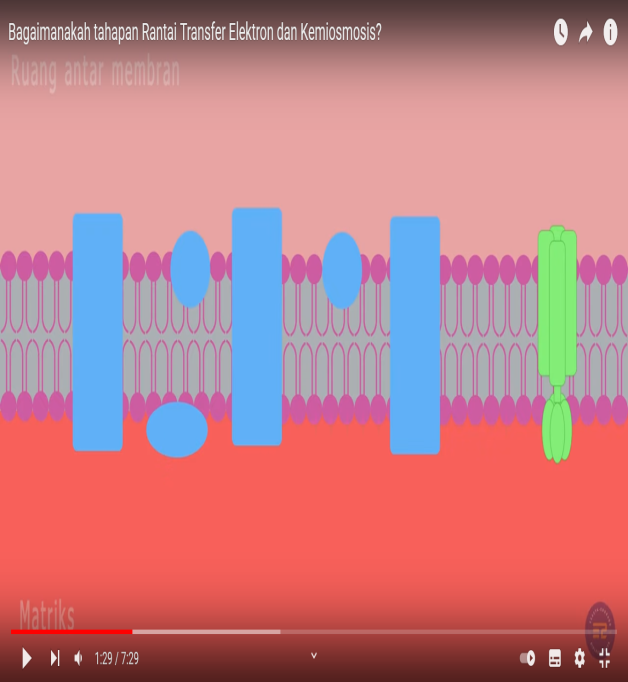 Bagaimanakah tahapan Rantai Transfer Elektron dan Kemiosmosis?
Ruang antar membran
Matriks
1:29 / 7:29